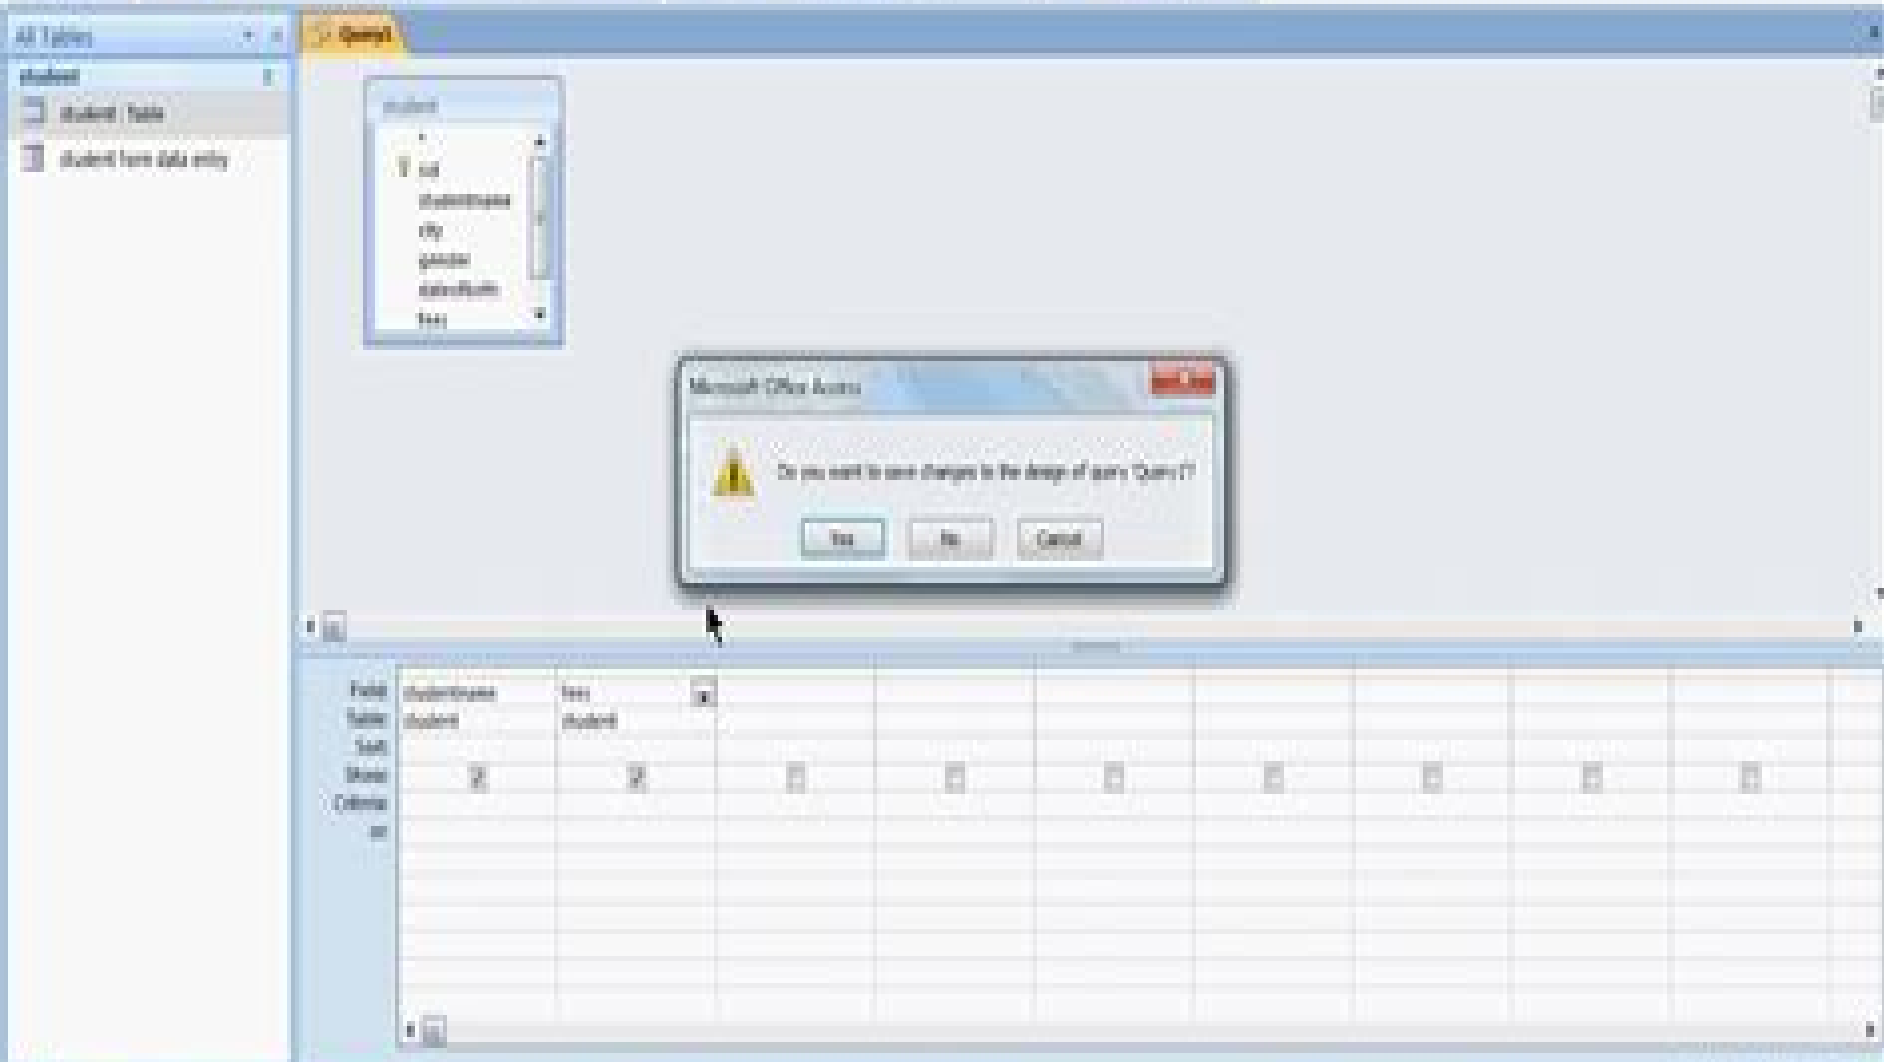 All Tables
Query1
student
student : Table
student form data entry
student
*
studentname
city
gender
dateofbirth
fees
Microsoft Office Access
Do you want to save changes to the design of query 'Query1'?
Yes
No
Cancel
Field: studentname fees
Table: student student
Sort:
Show:
Criteria:
or: